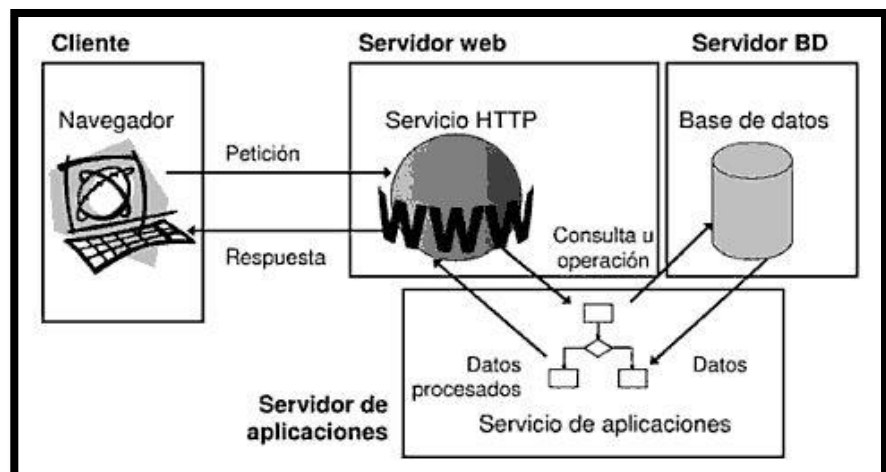 Cliente
Servidor web
Servidor BD
Navegador
Servicio HTTP
Base de datos
Petición
WWW
Respuesta
Consulta u
operación
Datos
procesados
Datos
Servidor de
aplicaciones
Servicio de aplicaciones